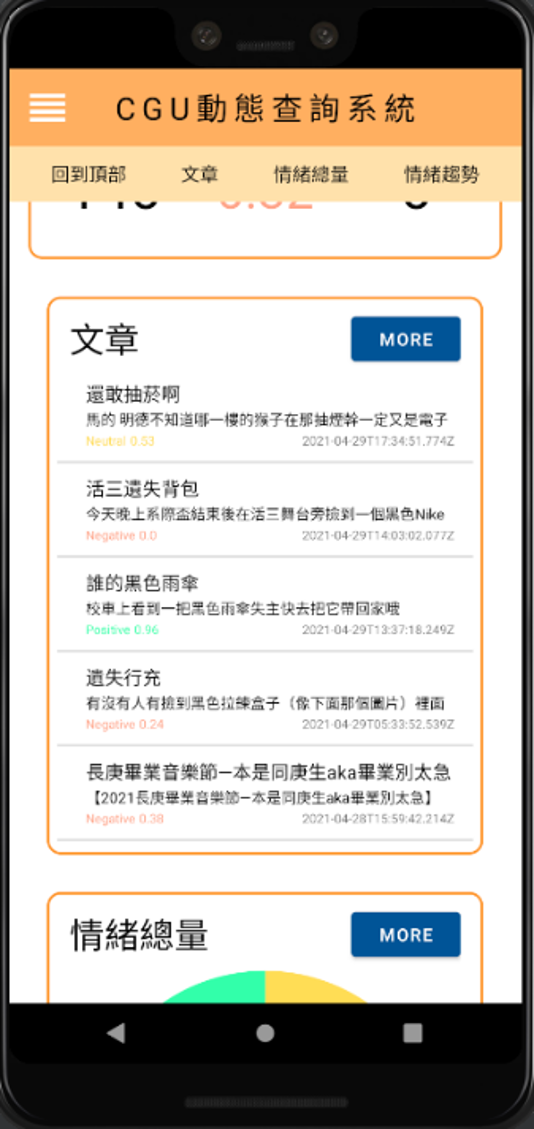 CGU動態查詢系統
回到頂部 文章 情緒總量 情緒趨勢
文章 MORE
還敢抽菸啊
馬的 明德不知道哪一樓的猴子在那抽煙幹一定又是電子
Neutral 0.53 2021-04-29T17:34:51.774Z
活三遺失背包
今天晚上系際盃結束後在活三舞台旁撿到一個黑色Nike
Negative 0.0 2021-04-29T14:03:02.077Z
誰的黑色雨傘
校車上看到一把黑色雨傘失主快去把它帶回家哦
Positive 0.96 2021-04-29T13:37:18.249Z
遺失行充
有沒有人有撿到黑色拉鍊盒子（像下面那個圖片）裡面
Negative 0.24 2021-04-29T05:33:52.539Z
長庚畢業音樂節—本是同庚生aka畢業別太急
【2021長庚畢業音樂節—本是同庚生aka畢業別太急】
Negative 0.38 2021-04-28T15:59:42.214Z
情緒總量 MORE